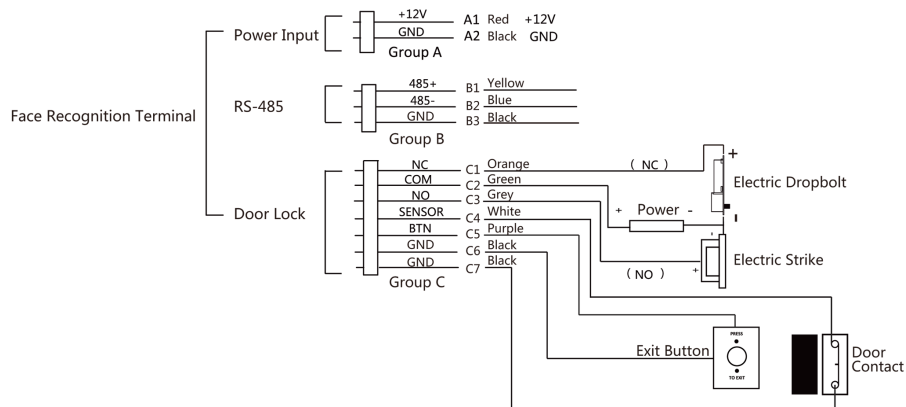 +12V A1 Red +12V
Power Input GND A2 Black GND
Group A
485+ B1 Yellow
RS-485 485- B2 Blue
GND B3 Black
Face Recognition Terminal
Group B
NC C1 Orange ( NC ) +
COM C2 Green Electric Dropbolt
NO C3 Grey + Power - -
Door Lock SENSOR C4 White
BTN C5 Purple -
GND C6 Black Electric Strike
GND C7 Black ( NO ) +
Group C
PRESS
Exit Button Door
TO EXIT Contact